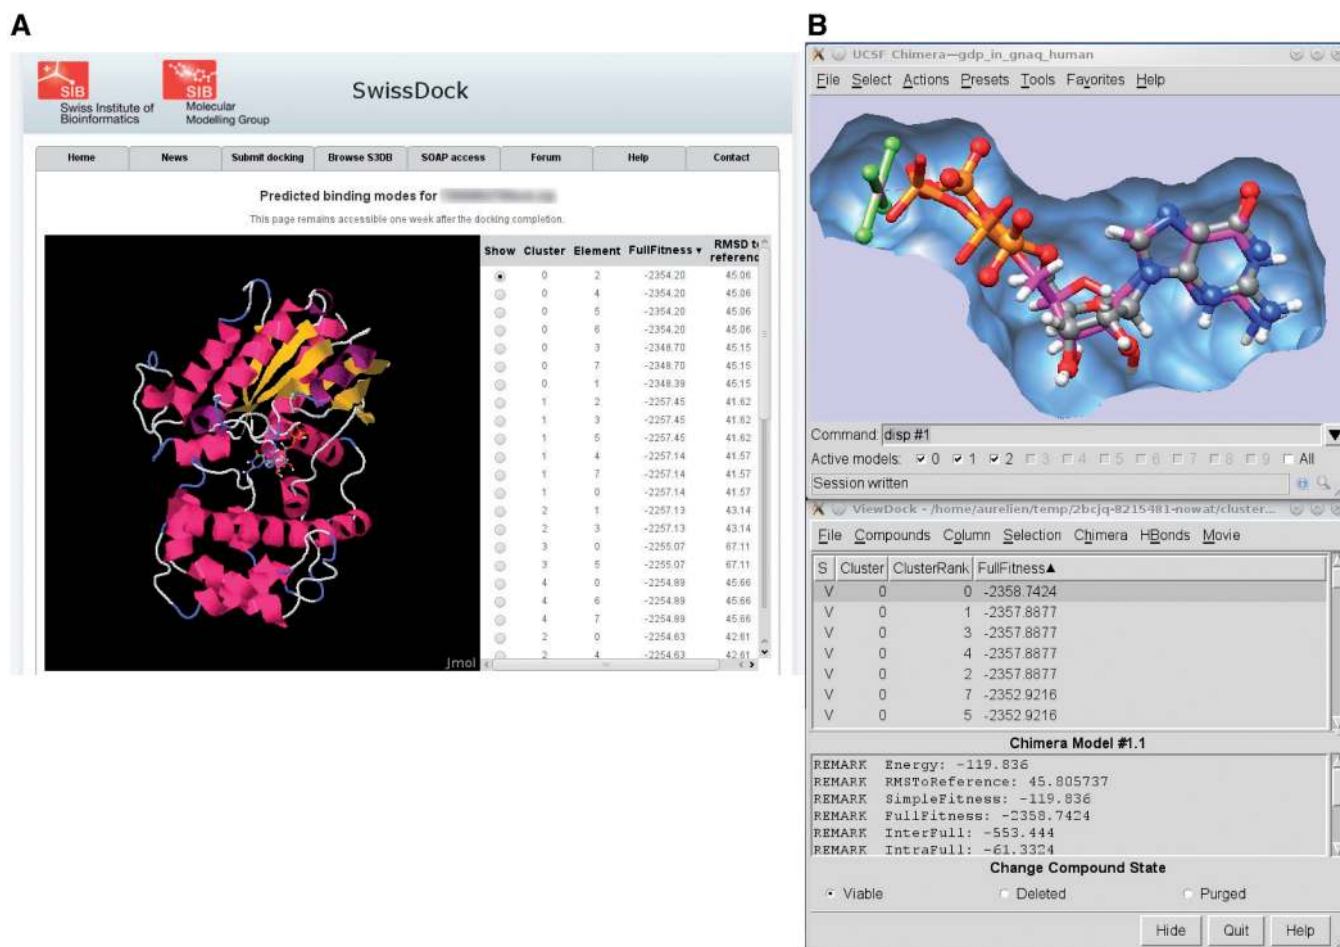 A
SIB
Swiss Institute of
Bioinformatics
SIB
Molecular
Modelling Group
SwissDock
Home News Submit docking Browse S3DB SOAP access Forum Help Contact
Predicted binding modes for
This page remains accessible one week after the docking completion.
Show Cluster Element FullFitness ▼ RMSD to
referenc
0 2 -2354.20 45.06
0 4 -2354.20 45.06
0 5 -2354.20 45.06
0 6 -2354.20 45.06
0 3 -2348.70 45.15
0 7 -2348.70 45.15
0 1 -2348.39 45.15
1 2 -2257.45 41.62
1 3 -2257.45 41.62
1 5 -2257.45 41.62
1 4 -2257.14 41.57
1 7 -2257.14 41.57
1 0 -2257.14 41.57
2 1 -2257.13 43.14
2 3 -2257.13 43.14
3 0 -2255.07 67.11
3 5 -2255.07 67.11
4 0 -2254.89 45.66
4 6 -2254.89 45.66
4 7 -2254.89 45.66
2 0 -2254.63 42.61
2 4 -2254.63 42.61
Jmol
B
UCSF Chimera—gdp_in_gnaq_human
File Select Actions Presets Tools Favorites Help
Command: disp #1
Active models: 0 1 2 3 4 5 6 7 8 9 All
Session written
ViewDock - /home/aurelien/temp/2bcjq-8215481-nowat/cluster...
File Compounds Column Selection Chimera HBonds Movie
S Cluster ClusterRank FullFitness▲
V 0 0 -2358.7424
V 0 1 -2357.8877
V 0 3 -2357.8877
V 0 4 -2357.8877
V 0 2 -2357.8877
V 0 7 -2352.9216
V 0 5 -2352.9216
Chimera Model #1.1
REMARK Energy: -119.836
REMARK RMSToReference: 45.805737
REMARK SimpleFitness: -119.836
REMARK FullFitness: -2358.7424
REMARK InterFull: -553.444
REMARK IntraFull: -61.3324
Change Compound State
Viable Deleted Purged
Hide Quit Help